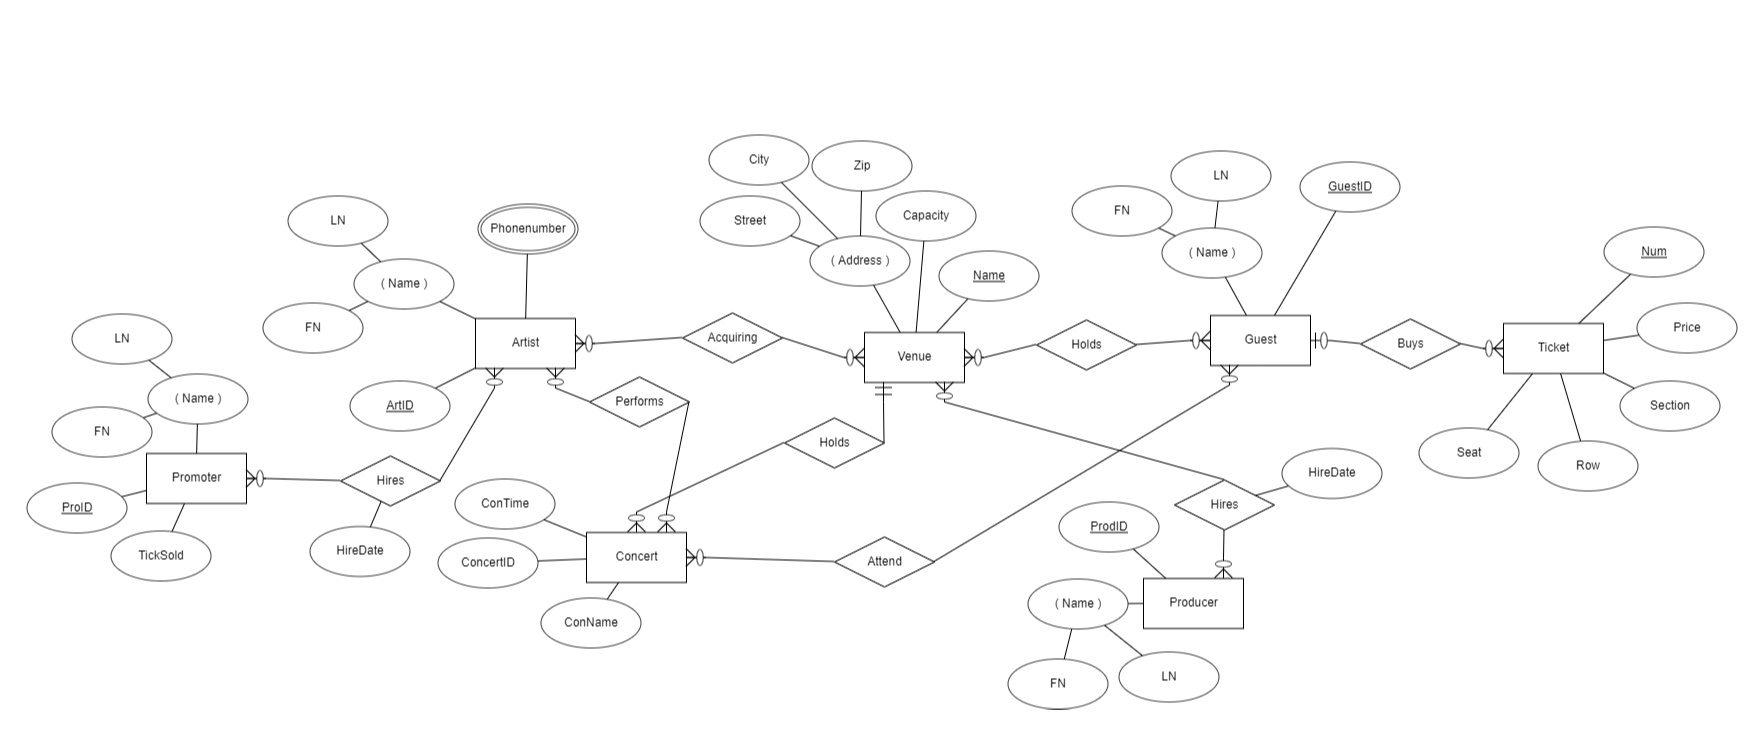 City
Zip
Street
Capacity
( Address )
Name
LN
GuestID
FN
( Name )
LN
Phonenumber
( Name )
FN
ArtID
Artist
Acquiring
Venue
Holds
Guest
Buys
Ticket
Num
Price
Section
Row
Seat
LN
( Name )
FN
Promoter
ProID
TickSold
Hires
HireDate
Performs
Holds
ConTime
ConcertID
Concert
ConName
Attend
Hires
HireDate
ProdID
( Name )
Producer
FN
LN